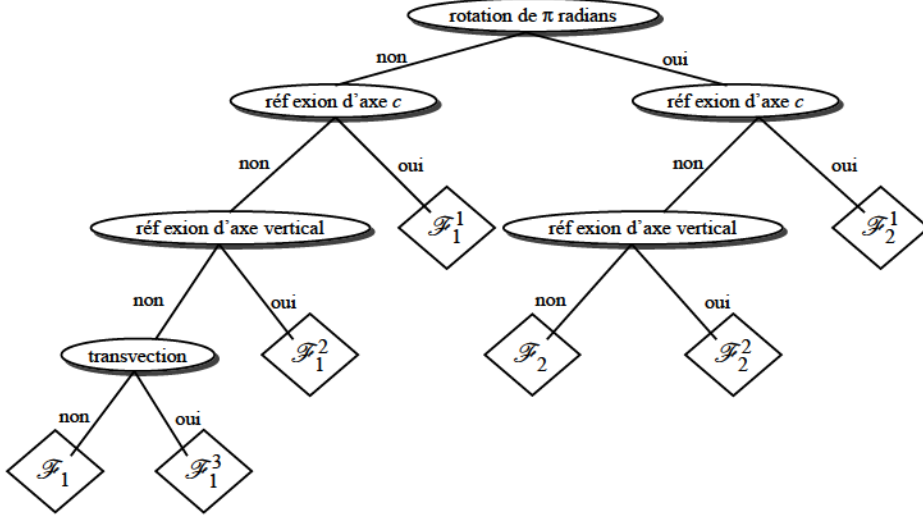 rotation de π radians
non
oui
réf exion d'axe c
réf exion d'axe c
non
oui
non
oui
ℱ₁¹
ℱ₂¹
réf exion d'axe vertical
réf exion d'axe vertical
non
oui
non
oui
transvection
ℱ₁²
ℱ₂
ℱ₂²
non
oui
ℱ₁
ℱ₁³